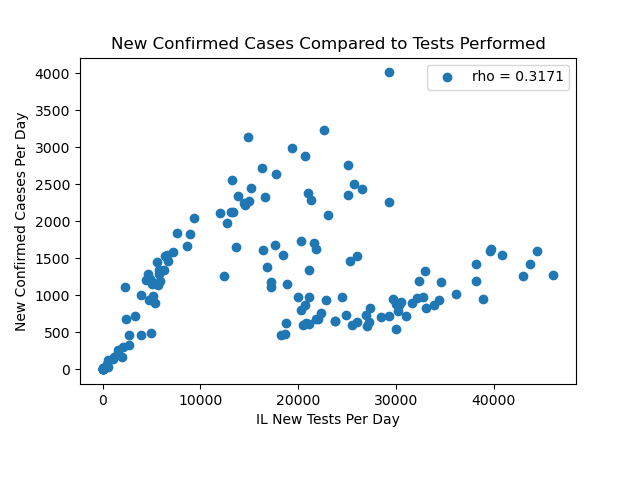 New Confirmed Cases Compared to Tests Performed
rho = 0.3171
4000
3500
3000
2500
2000
1500
1000
500
0
New Confirmed Caeses Per Day
0 10000 20000 30000 40000
IL New Tests Per Day